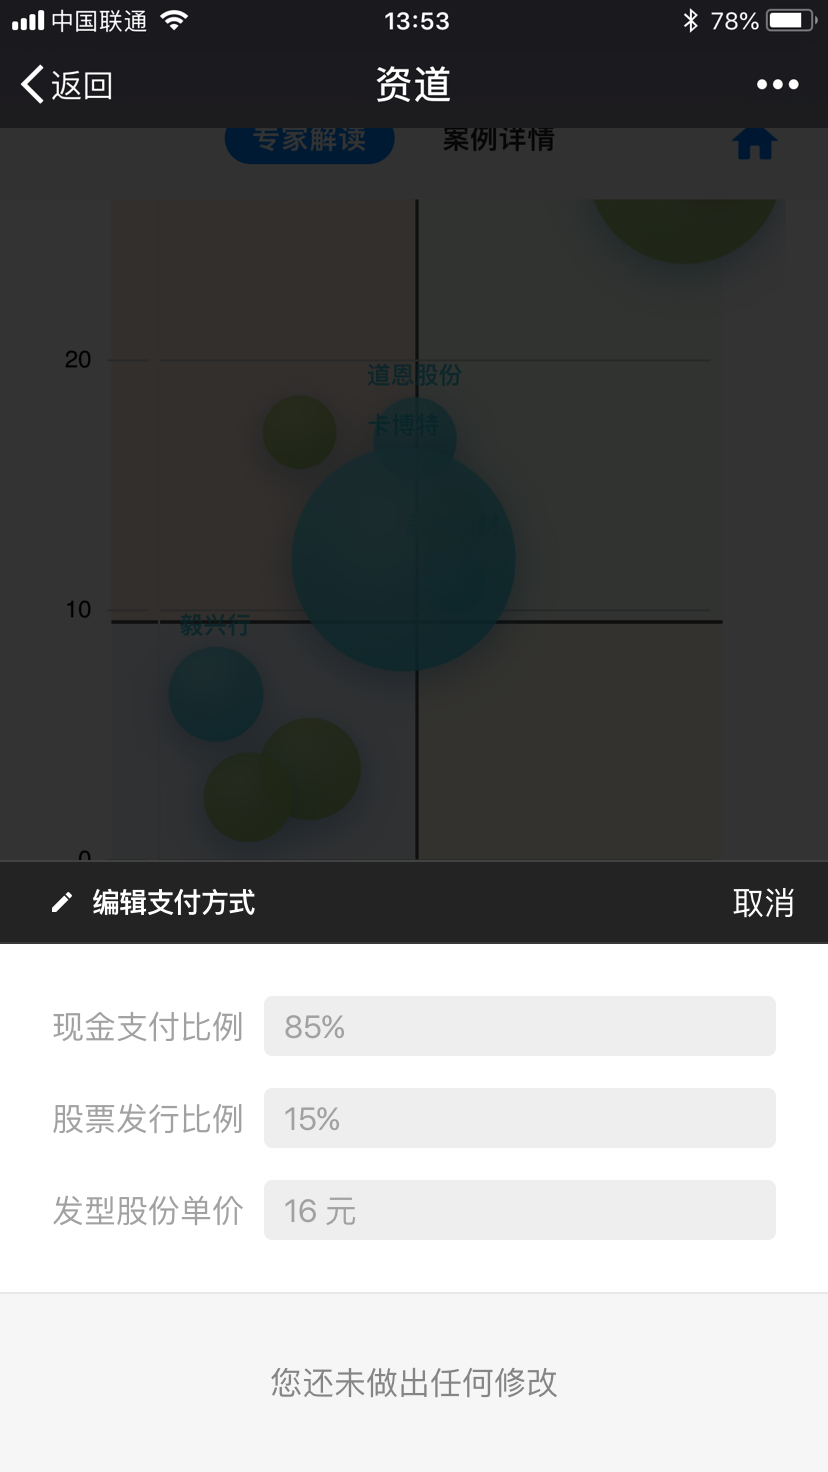 中国联通 13:53 78%
返回 资道
专家解读 案例详情
20
道恩股份
卡博特
10
毅兴行
0
编辑支付方式 取消
现金支付比例 85%
股票发行比例 15%
发型股份单价 16 元
您还未做出任何修改